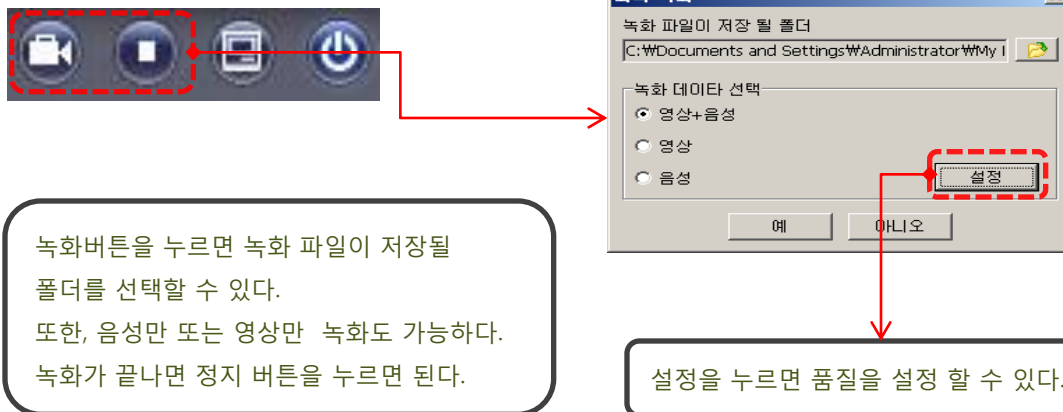 녹화 파일이 저장 될 폴더
C:₩Documents and Settings₩Administrator₩My
녹화 데이타 선택
영상+음성
영상
음성
설정
예
아니오
녹화버튼을 누르면 녹화 파일이 저장될
폴더를 선택할 수 있다.
또한, 음성만 또는 영상만 녹화도 가능하다.
녹화가 끝나면 정지 버튼을 누르면 된다.
설정을 누르면 품질을 설정 할 수 있다.